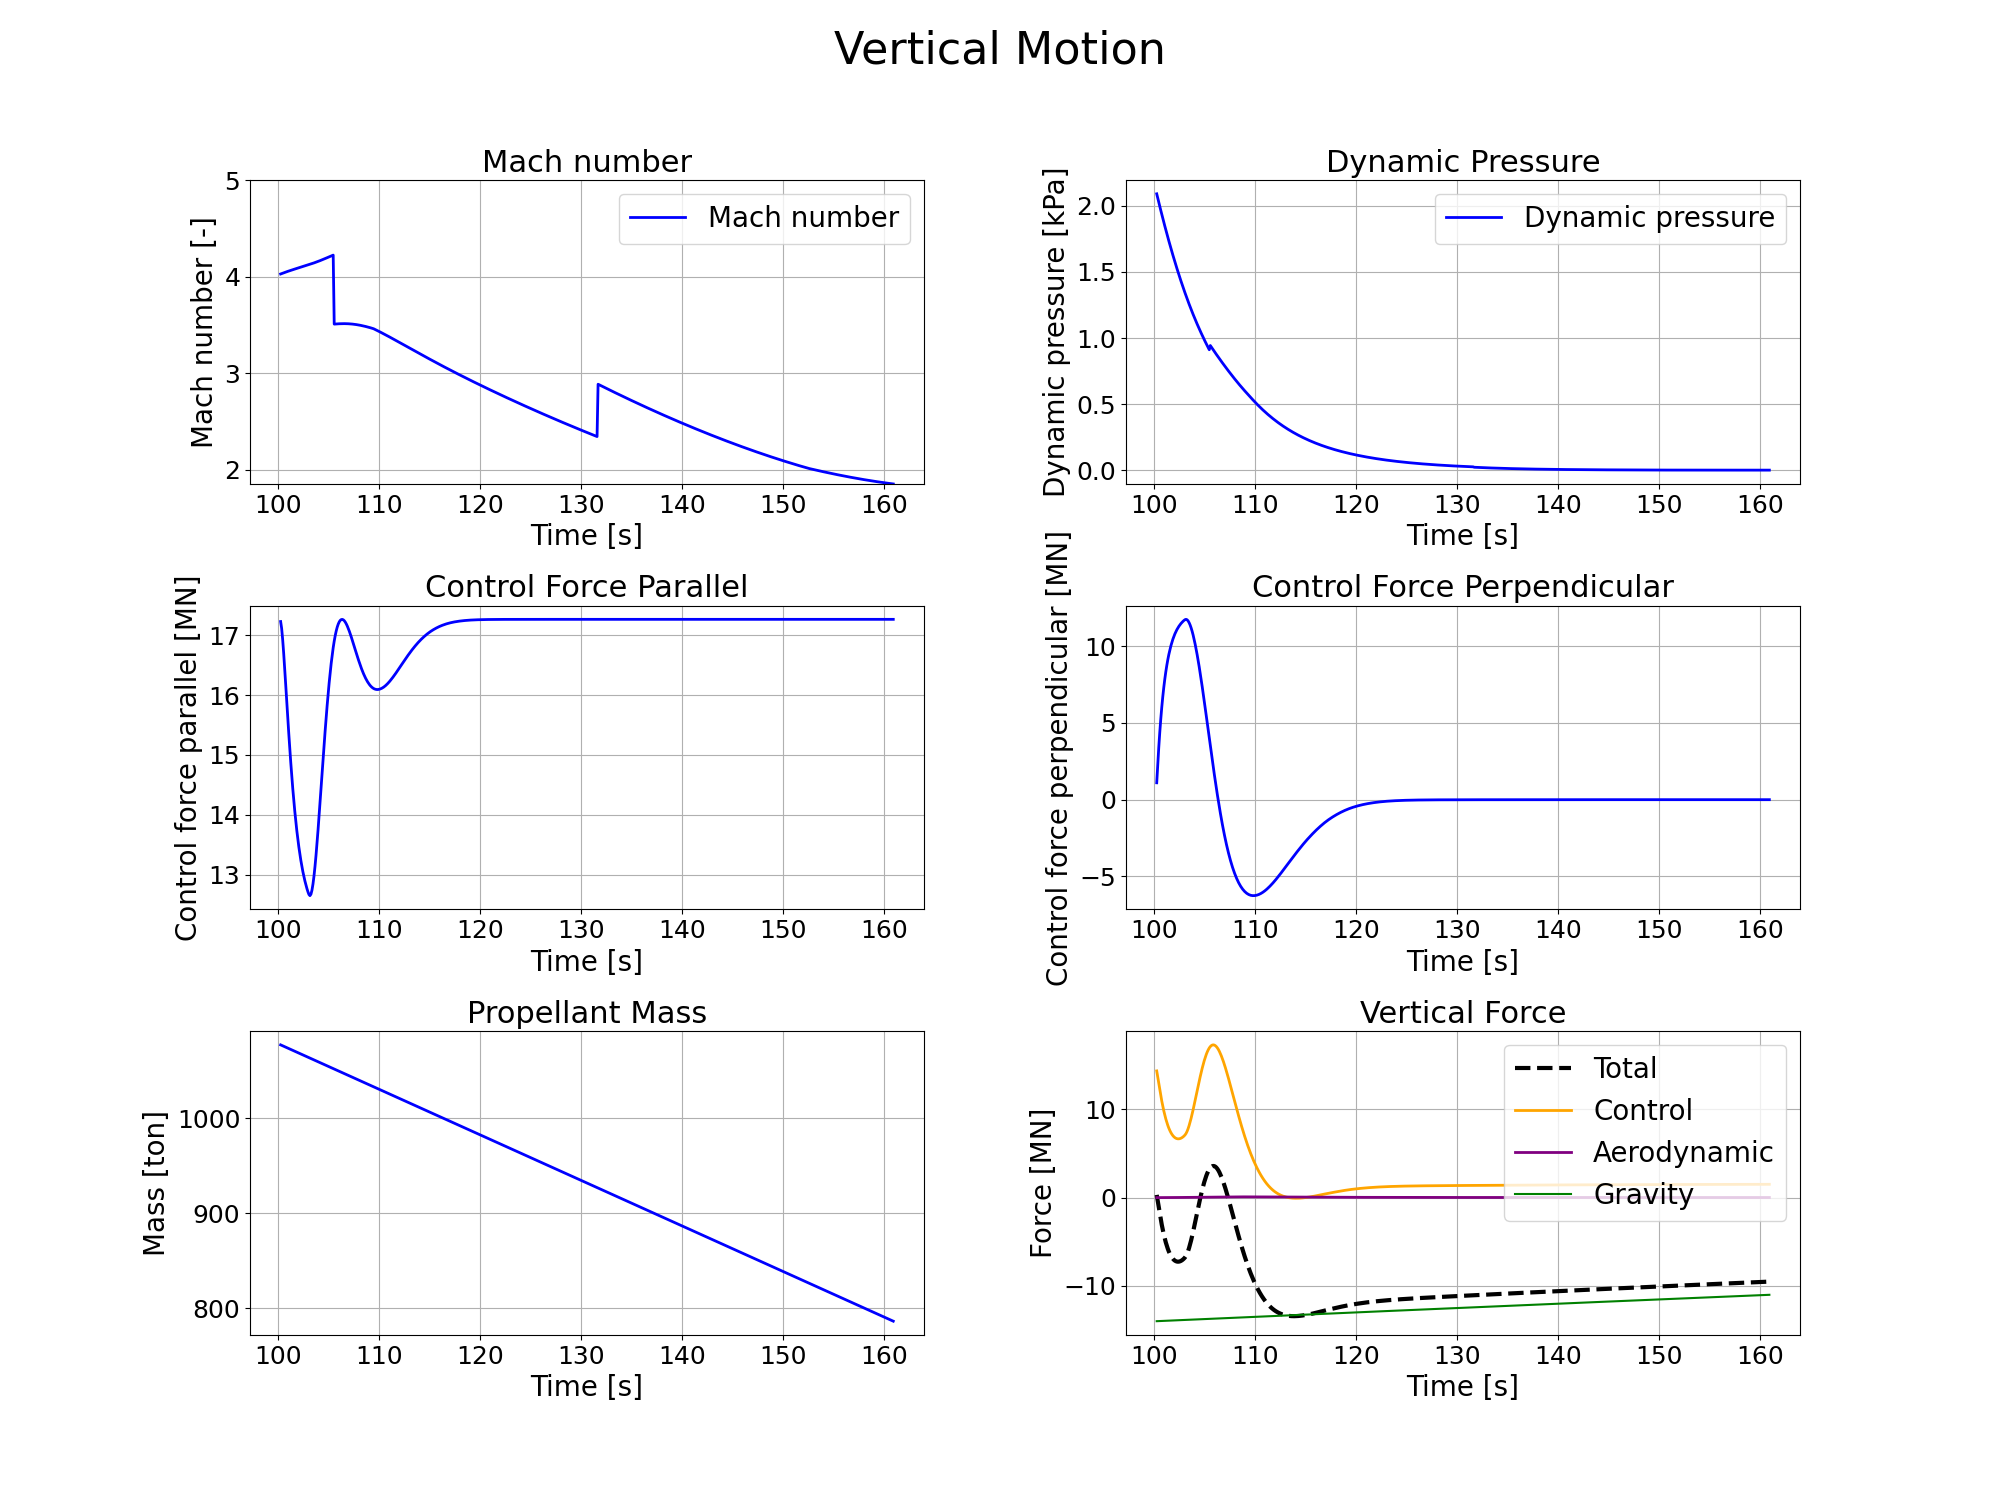 Vertical Motion
Mach number
Mach number [-]
5
4
3
2
Mach number
100 110 120 130 140 150 160
Time [s]
Dynamic Pressure
Dynamic pressure [kPa]
2.0
1.5
1.0
0.5
0.0
Dynamic pressure
100 110 120 130 140 150 160
Time [s]
Control Force Parallel
Control force parallel [MN]
17
16
15
14
13
100 110 120 130 140 150 160
Time [s]
Control Force Perpendicular
Control force perpendicular [MN]
10
5
0
−5
100 110 120 130 140 150 160
Time [s]
Propellant Mass
Mass [ton]
1000
900
800
100 110 120 130 140 150 160
Time [s]
Vertical Force
Force [MN]
10
0
−10
Total
Control
Aerodynamic
Gravity
100 110 120 130 140 150 160
Time [s]